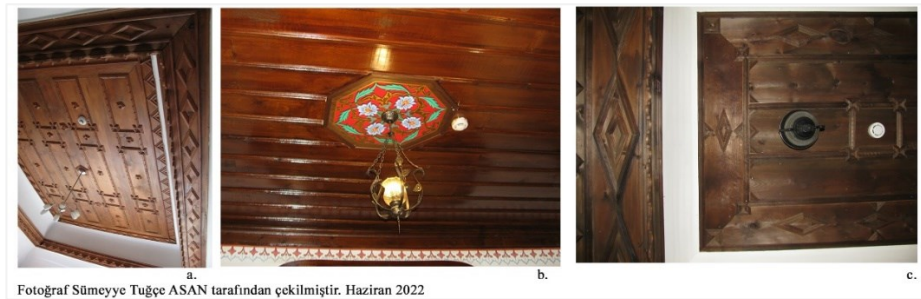 a. b. c.
Fotoğraf Sümeyye Tuğçe ASAN tarafından çekilmiştir. Haziran 2022